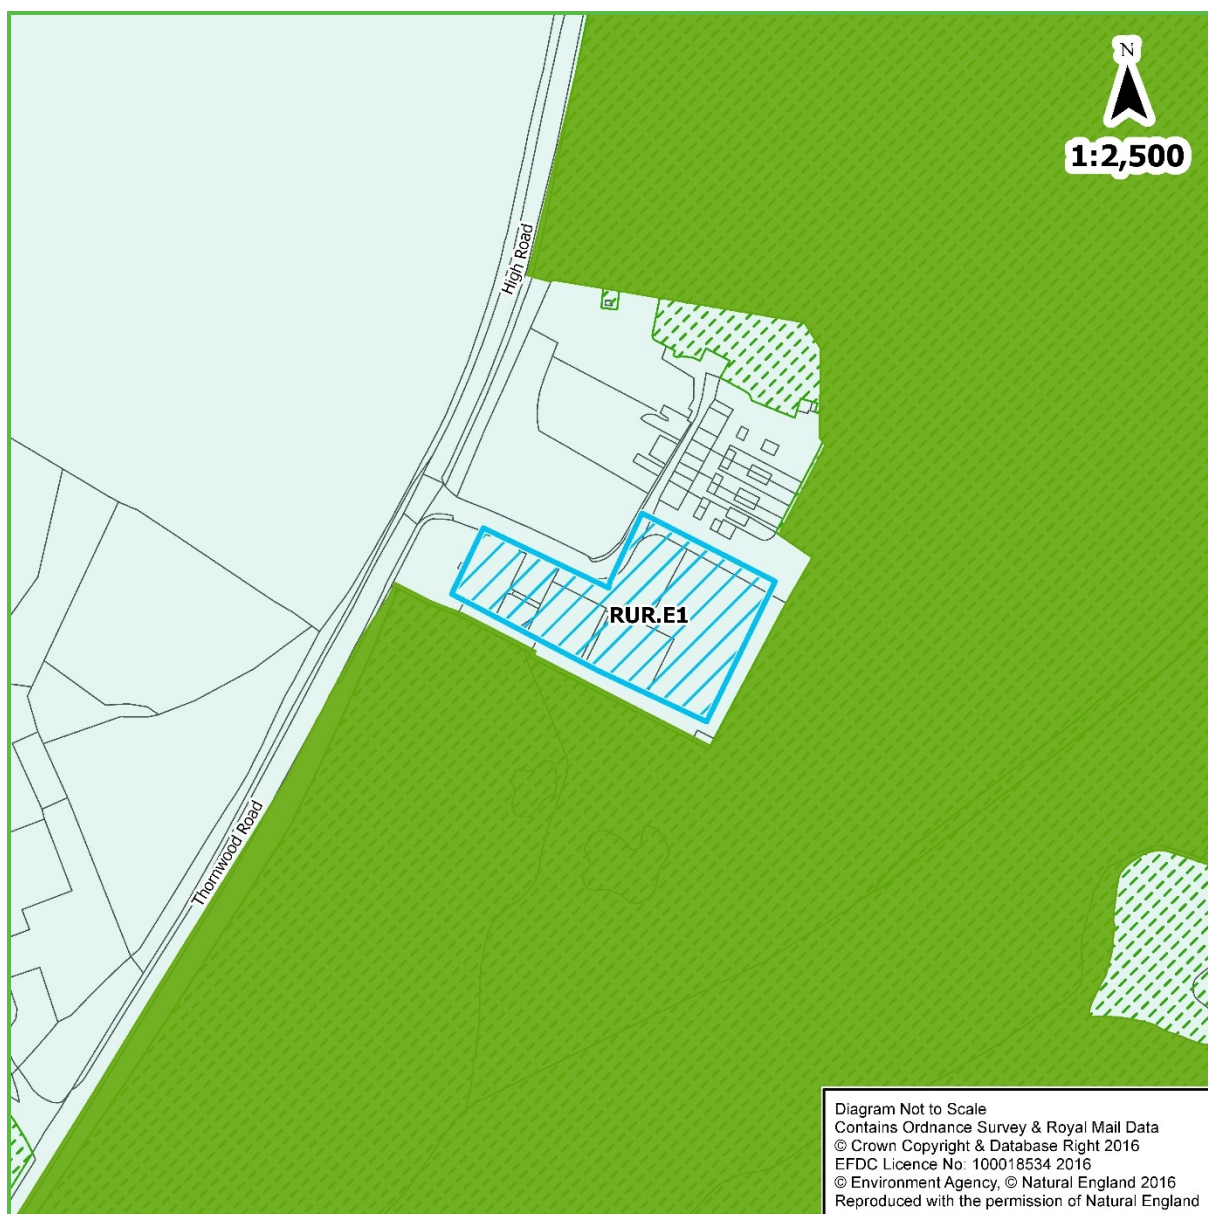 N
1:2,500
High Road
RUR.E1
Thornwood Road
Diagram Not to Scale
Contains Ordnance Survey & Royal Mail Data
© Crown Copyright & Database Right 2016
EFDC Licence No: 100018534 2016
© Environment Agency, © Natural England 2016
Reproduced with the permission of Natural England